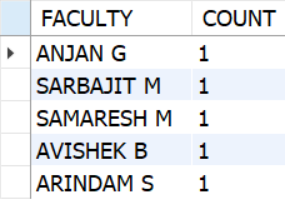 FACULTY COUNT
ANJAN G 1
SARBAJIT M 1
SAMARESH M 1
AVISHEK B 1
ARINDAM S 1